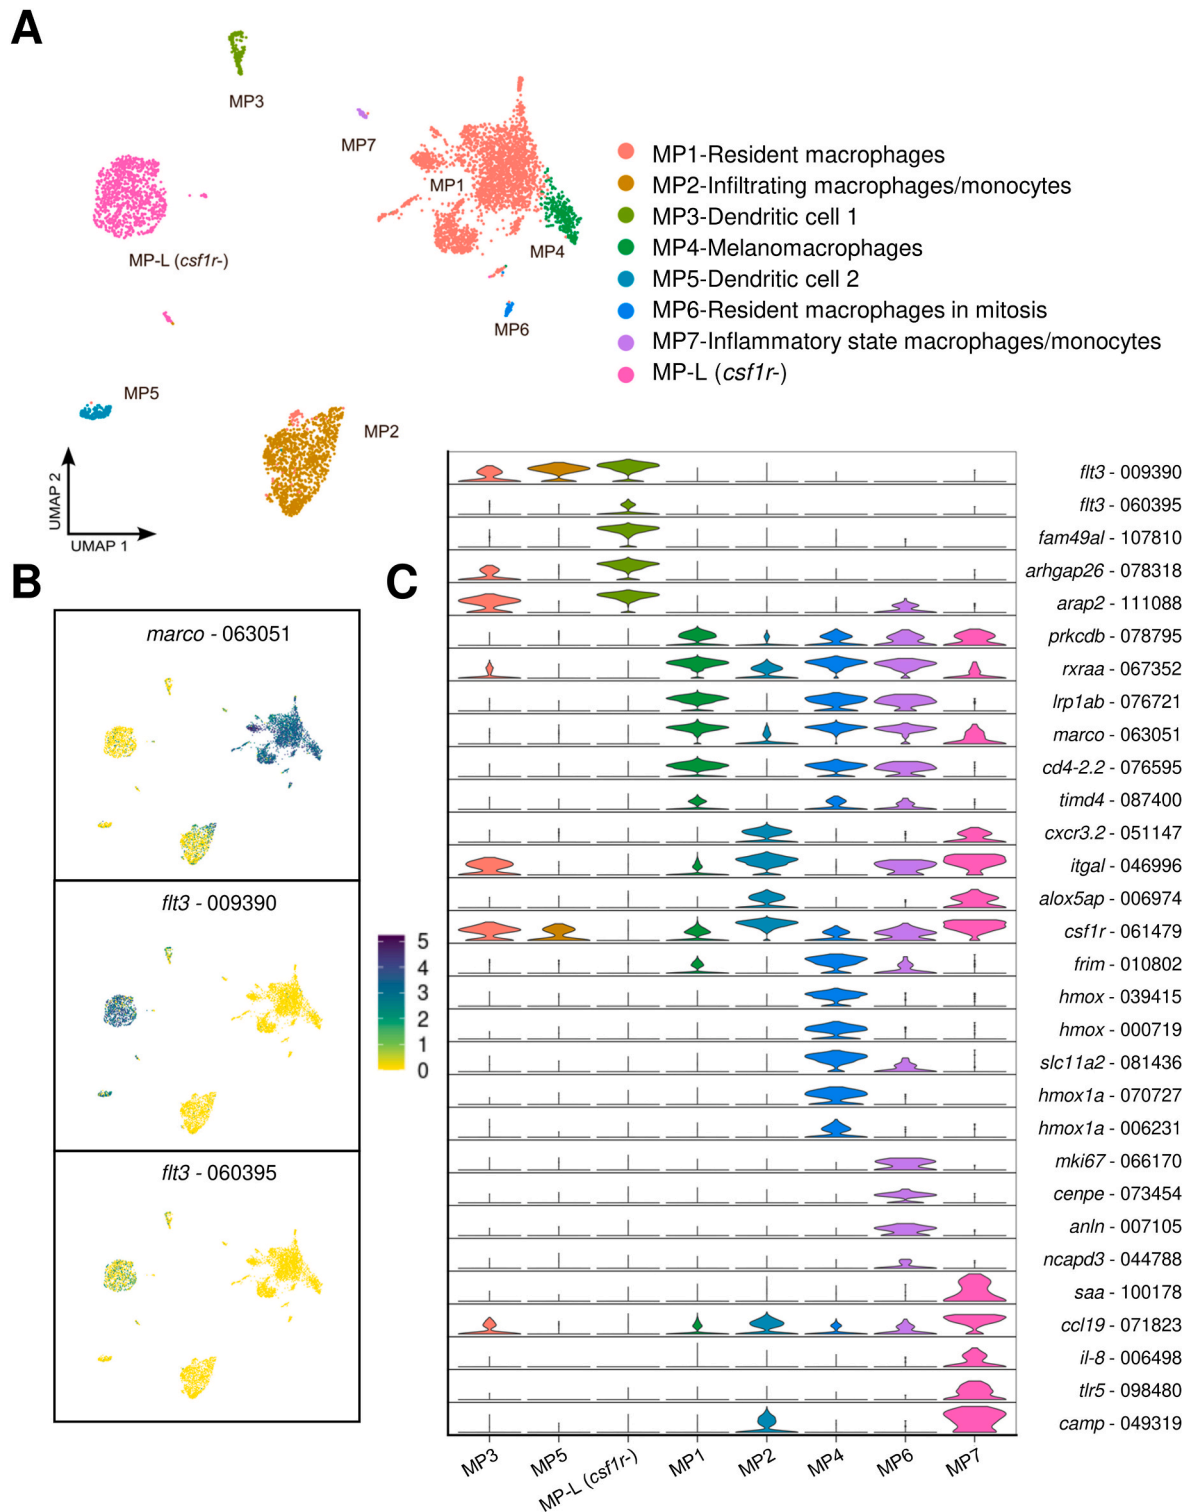 A
MP3
MP7
MP1
MP4
MP-L (csf1r-)
MP6
MP5
MP2
UMAP 2
UMAP 1
MP1-Resident macrophages
MP2-Infiltrating macrophages/monocytes
MP3-Dendritic cell 1
MP4-Melanomacrophages
MP5-Dendritic cell 2
MP6-Resident macrophages in mitosis
MP7-Inflammatory state macrophages/monocytes
MP-L (csf1r-)
B
marco - 063051
flt3 - 009390
flt3 - 060395
5
4
3
2
1
0
C
flt3 - 009390
flt3 - 060395
fam49al - 107810
arhgap26 - 078318
arap2 - 111088
prkcdb - 078795
rxraa - 067352
lrp1ab - 076721
marco - 063051
cd4-2.2 - 076595
timd4 - 087400
cxcr3.2 - 051147
itgal - 046996
alox5ap - 006974
csf1r - 061479
frim - 010802
hmox - 039415
hmox - 000719
slc11a2 - 081436
hmox1a - 070727
hmox1a - 006231
mki67 - 066170
cenpe - 073454
anln - 007105
ncapd3 - 044788
saa - 100178
ccl19 - 071823
il-8 - 006498
tlr5 - 098480
camp - 049319
MP3
MP5
MP-L (csf1r-)
MP1
MP2
MP4
MP6
MP7